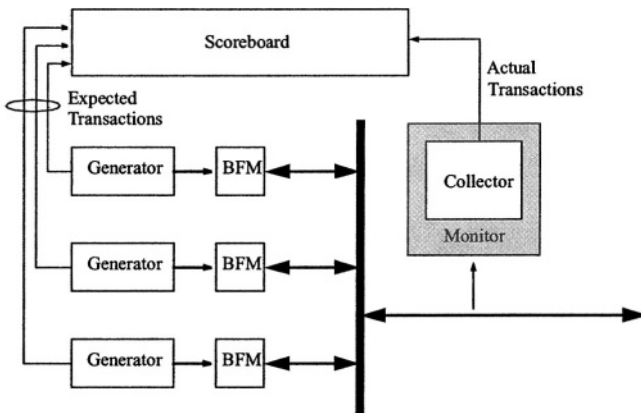 Scoreboard
Actual
Transactions
Expected
Transactions
Generator
BFM
Collector
Monitor
Generator
BFM
Generator
BFM